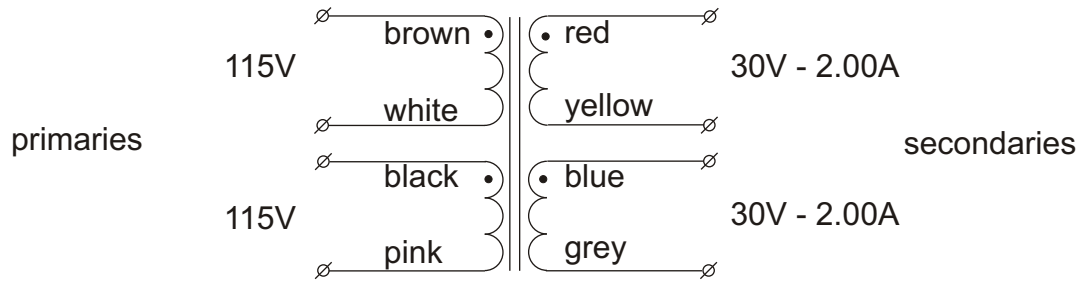 brown
red
115V
30V - 2.00A
white
yellow
primaries
secondaries
black
blue
115V
30V - 2.00A
pink
grey